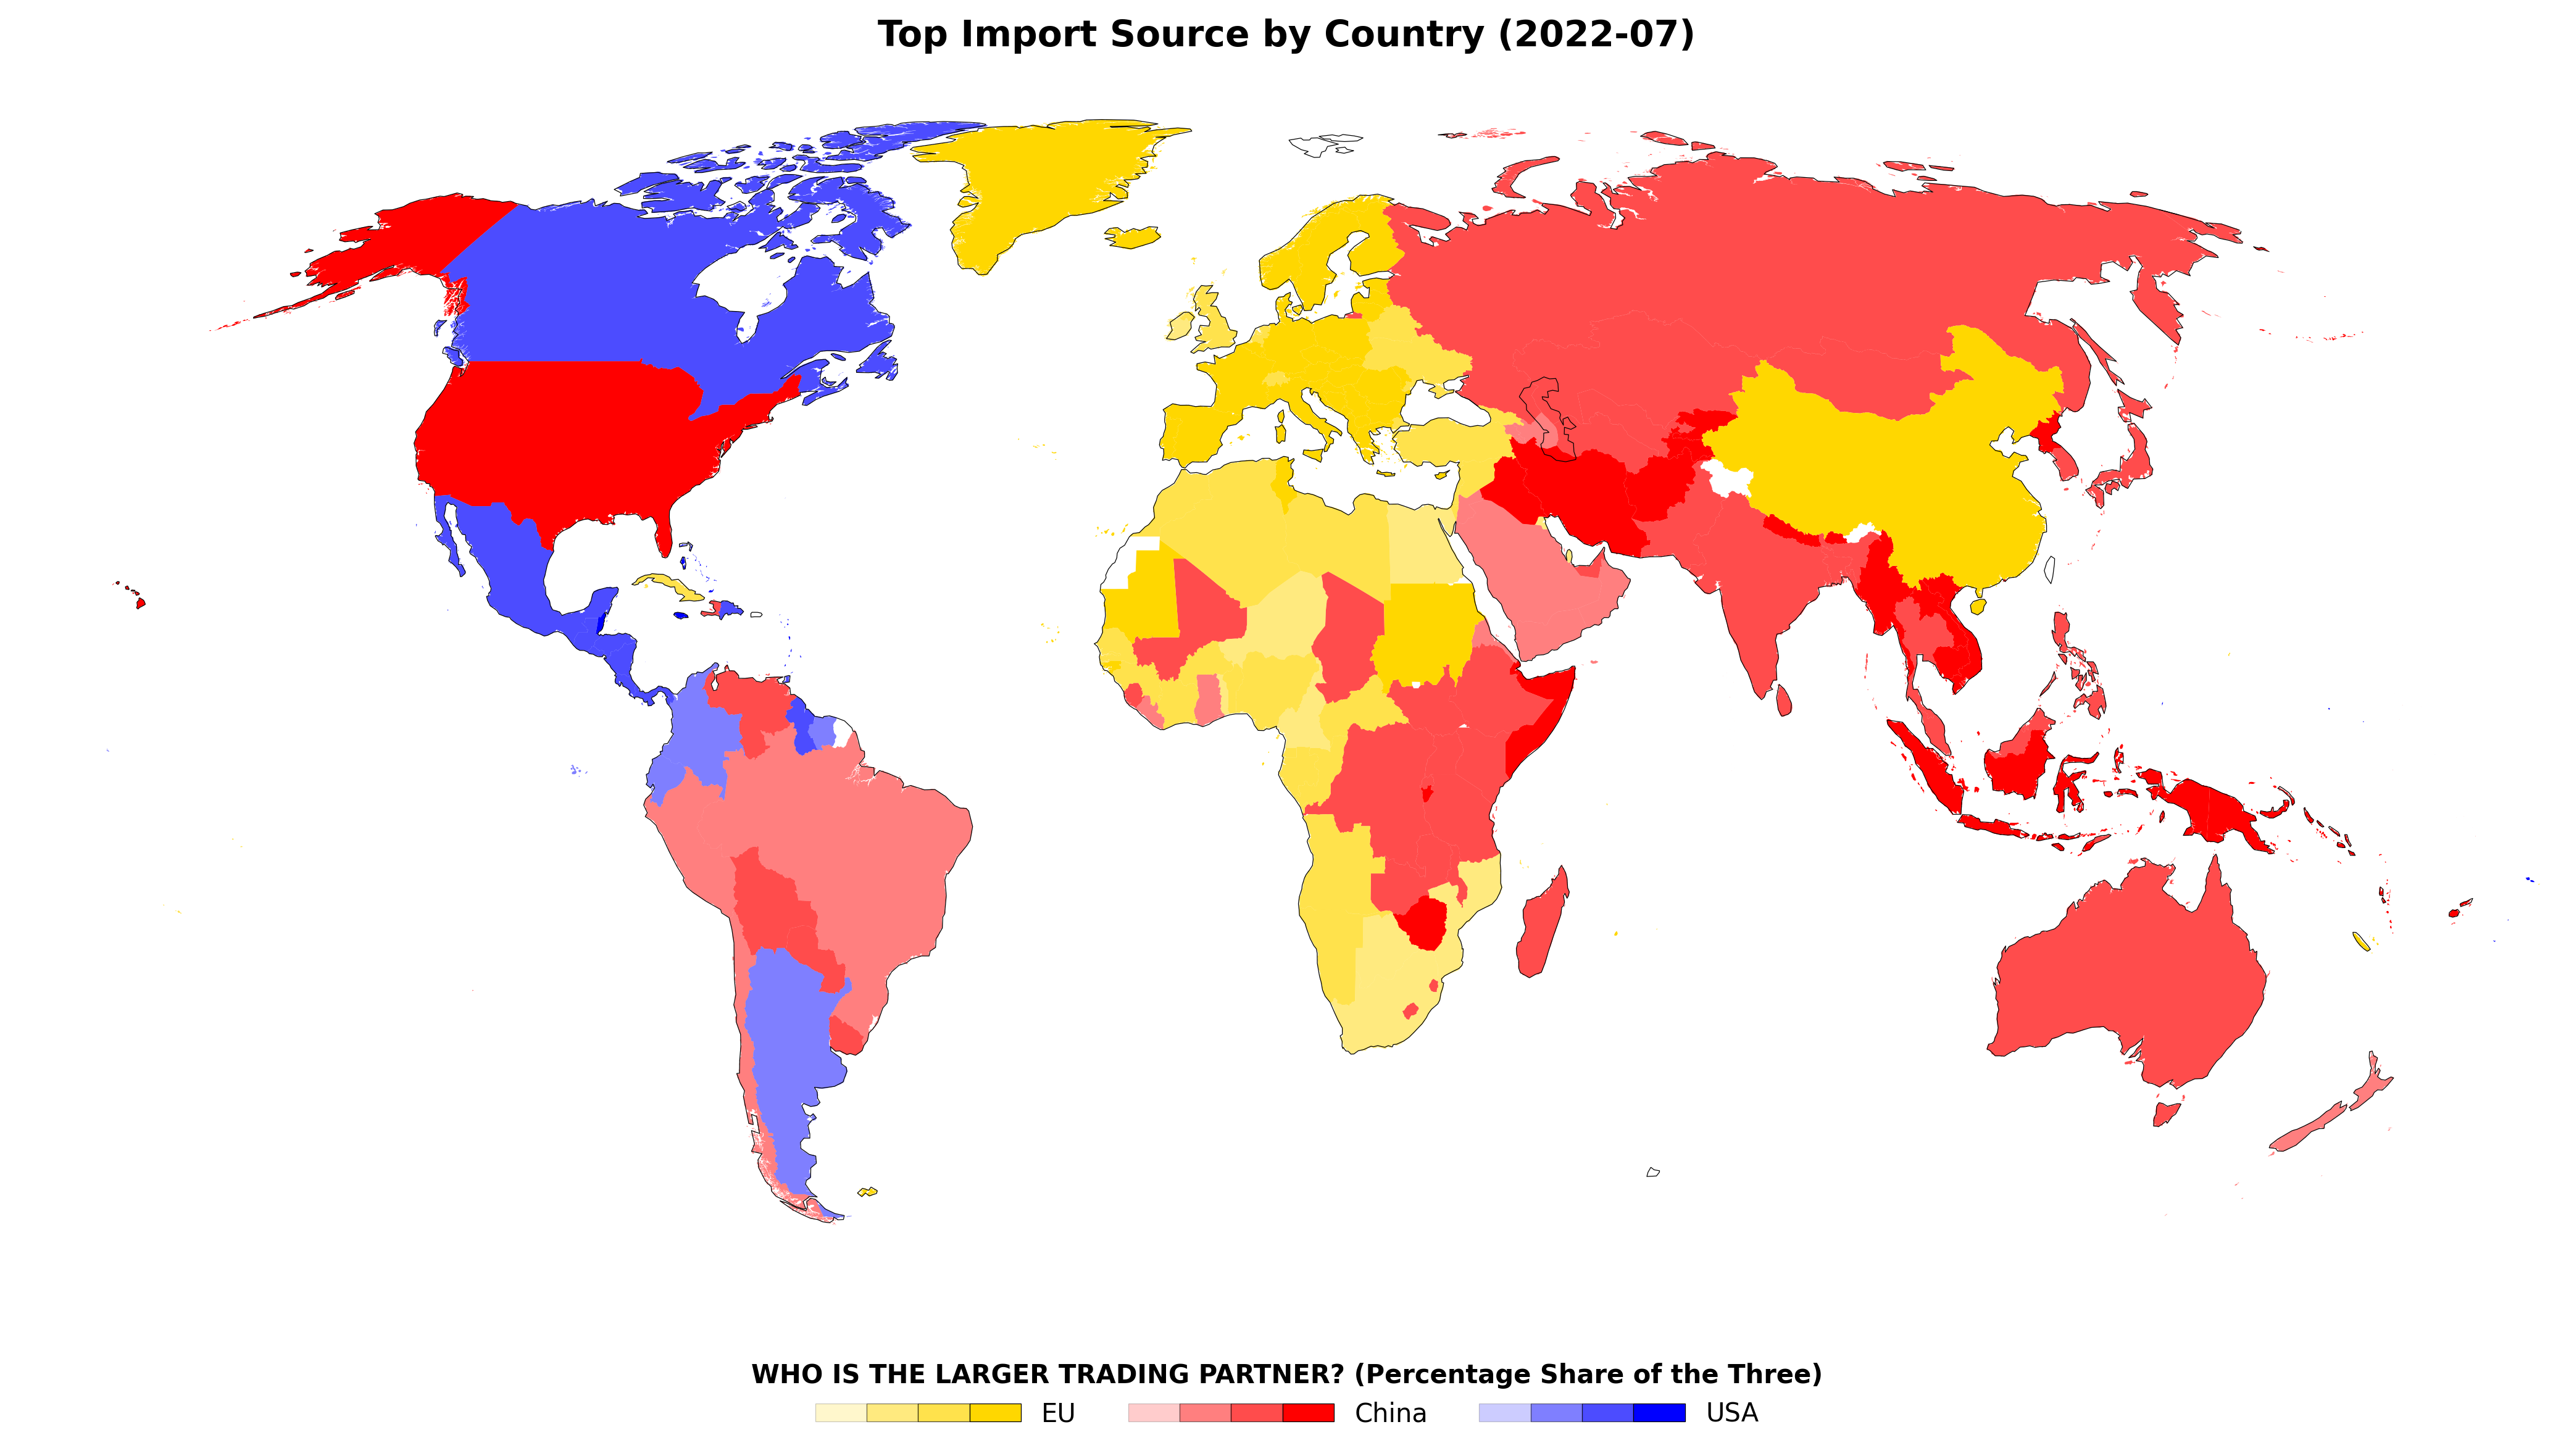 Top Import Source by Country (2022-07)
WHO IS THE LARGER TRADING PARTNER? (Percentage Share of the Three)
EU China USA